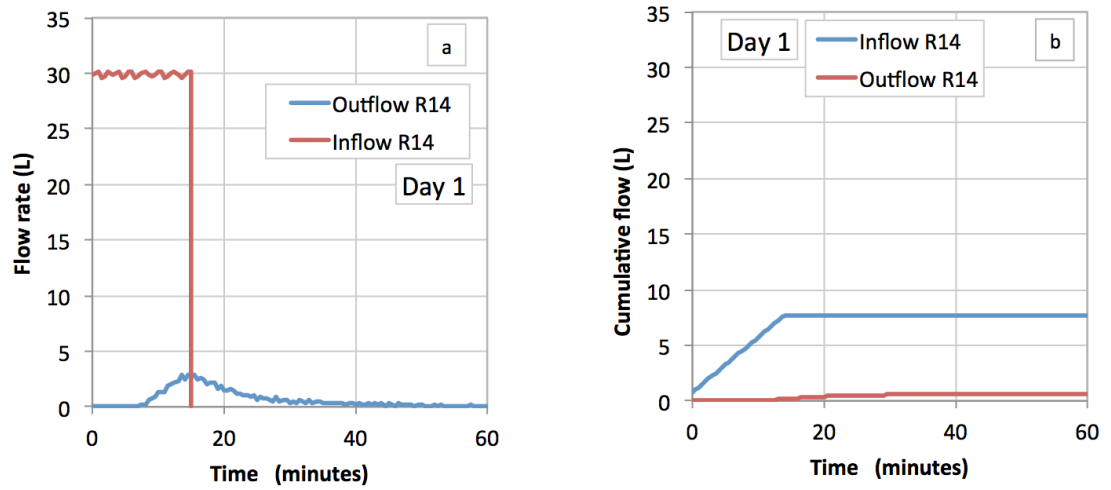 35
30
25
20
15
10
5
0
Flow rate (L)
a
Outflow R14
Inflow R14
Day 1
0 20 40 60
Time (minutes)
35
30
25
20
15
10
5
0
Cumulative flow (L)
Day 1
Inflow R14
Outflow R14
b
0 20 40 60
Time (minutes)